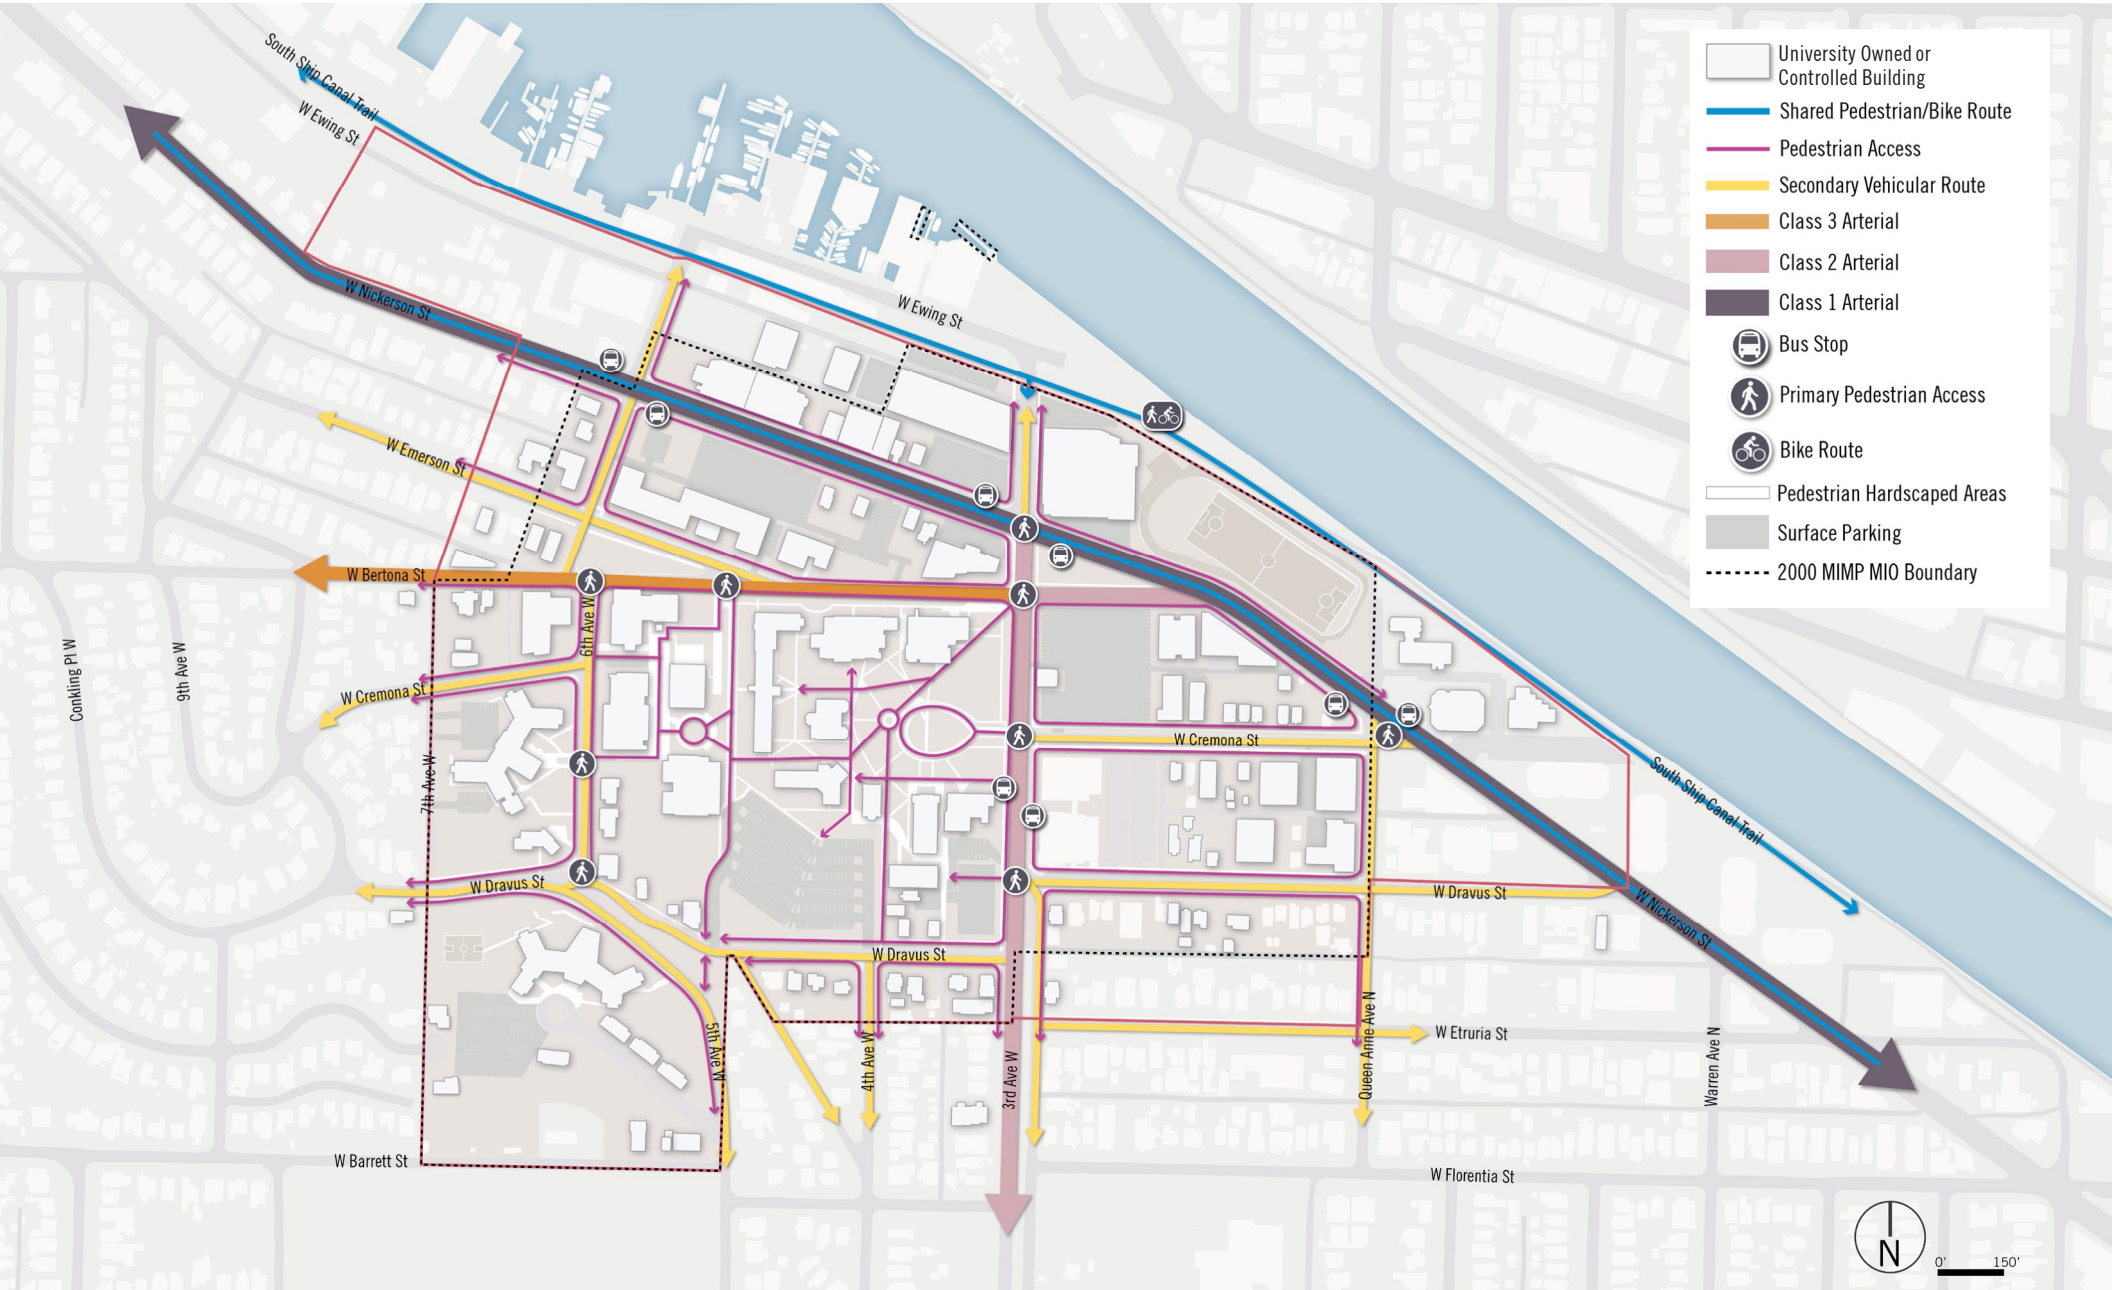 South Ship Canal Trail
W Ewing St
W Nickerson St
W Ewing St
W Emerson St
W Bertona St
6th Ave W
Conkling Pl W
9th Ave W
W Cremona St
7th Ave W
W Cremona St
W Dravus St
W Dravus St
W Dravus St
South Ship Canal Trail
W Nickerson St
5th Ave W
4th Ave W
3rd Ave W
Queen Anne Ave N
W Etruria St
Warren Ave N
W Barrett St
W Florentia St
University Owned or
Controlled Building
Shared Pedestrian/Bike Route
Pedestrian Access
Secondary Vehicular Route
Class 3 Arterial
Class 2 Arterial
Class 1 Arterial
Bus Stop
Primary Pedestrian Access
Bike Route
Pedestrian Hardscaped Areas
Surface Parking
2000 MIMP MIO Boundary
N
0' 150'